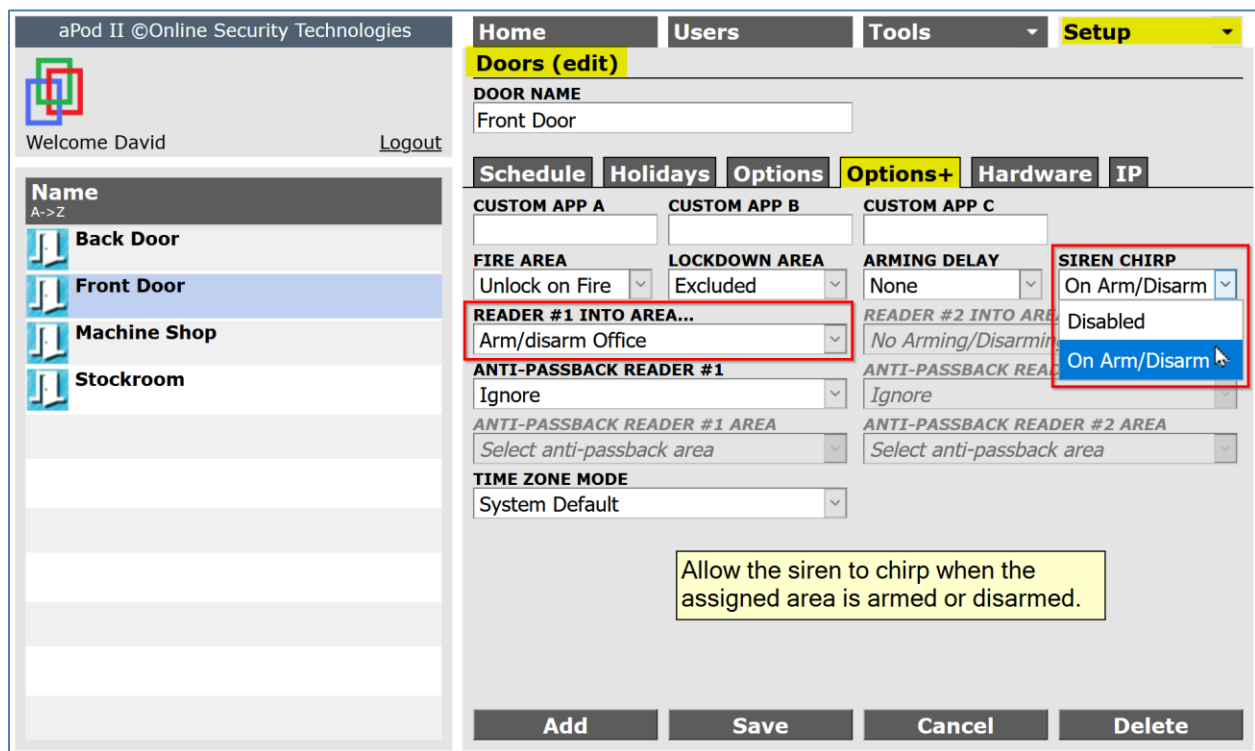 aPod II ©Online Security Technologies
Welcome David
Logout
Name
A->Z
Back Door
Front Door
Machine Shop
Stockroom
Home
Users
Tools
Setup
Doors (edit)
DOOR NAME
Front Door
Schedule
Holidays
Options
Options+
Hardware
IP
CUSTOM APP A
CUSTOM APP B
CUSTOM APP C
FIRE AREA
LOCKDOWN AREA
ARMING DELAY
SIREN CHIRP
Unlock on Fire
Excluded
None
On Arm/Disarm
Disabled
On Arm/Disarm
READER #1 INTO AREA...
READER #2 INTO ARE
Arm/disarm Office
No Arming/Disarmin
ANTI-PASSBACK READER #1
ANTI-PASSBACK READ
Ignore
Ignore
ANTI-PASSBACK READER #1 AREA
ANTI-PASSBACK READER #2 AREA
Select anti-passback area
Select anti-passback area
TIME ZONE MODE
System Default
Allow the siren to chirp when the
assigned area is armed or disarmed.
Add
Save
Cancel
Delete